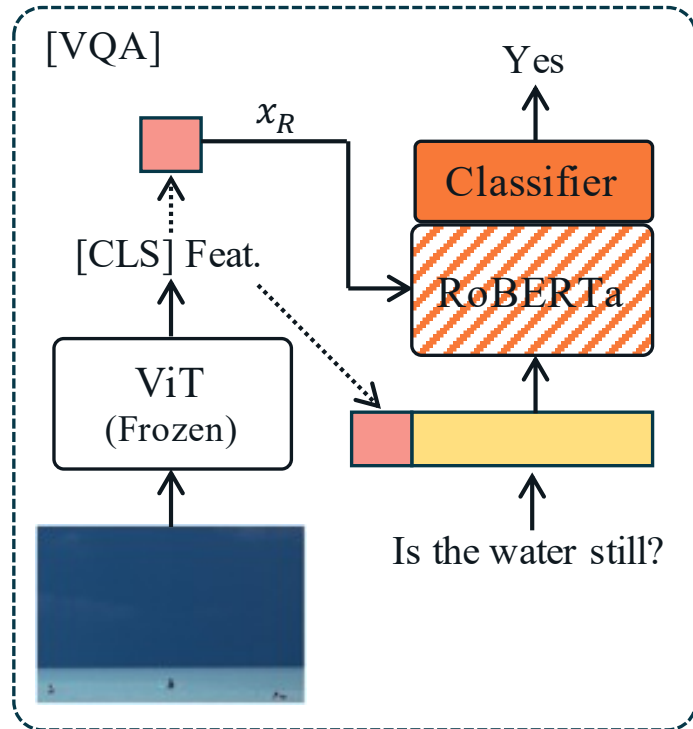 [VQA]
Yes
x_R
Classifier
[CLS] Feat.
RoBERTa
ViT
(Frozen)
Is the water still?